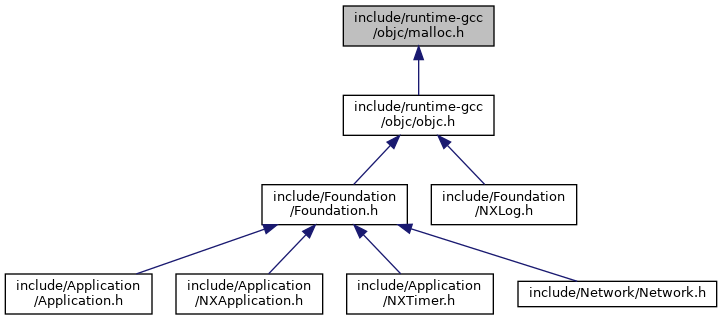 include/runtime-gcc
/objc/malloc.h
include/runtime-gcc
/objc/objc.h
include/Foundation
/Foundation.h
include/Foundation
/NXLog.h
include/Application
/Application.h
include/Application
/NXApplication.h
include/Application
/NXTimer.h
include/Network/Network.h